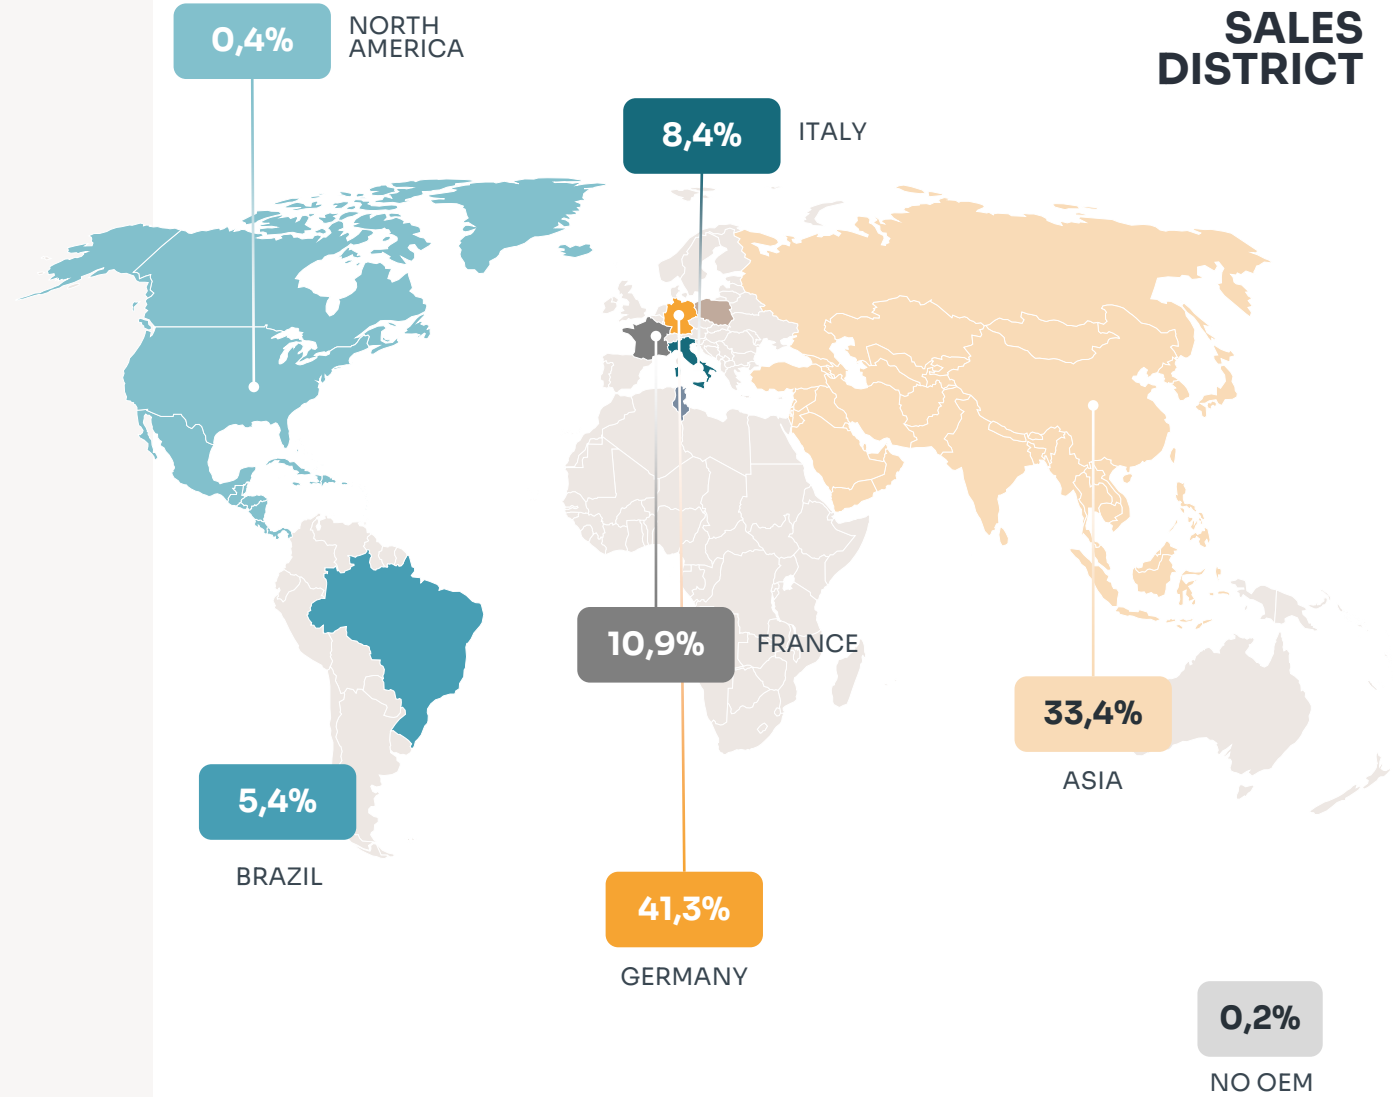 SALES
DISTRICT
0,4%
NORTH
AMERICA
8,4%
ITALY
10,9%
FRANCE
33,4%
ASIA
5,4%
BRAZIL
41,3%
GERMANY
0,2%
NO OEM